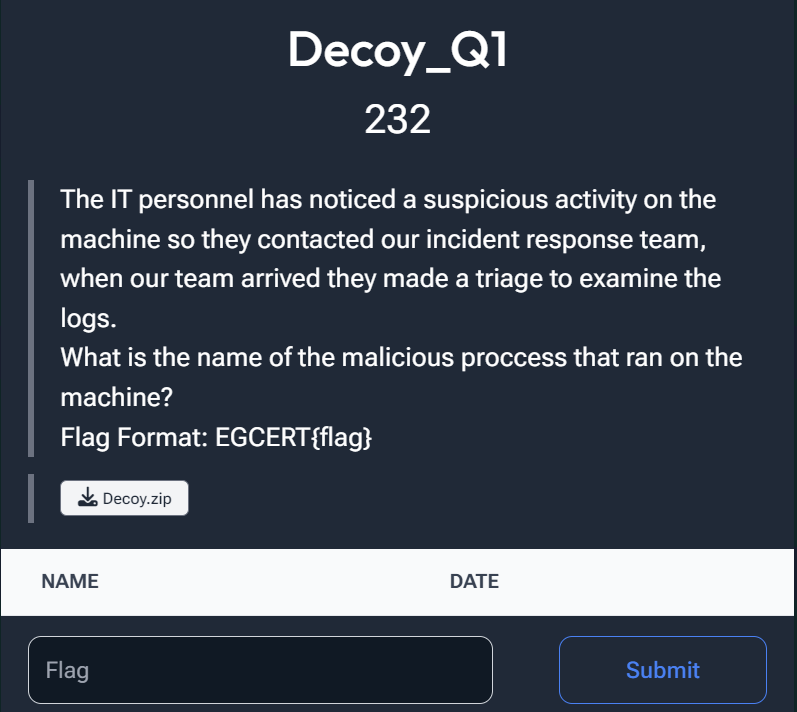 Decoy_Q1
232
The IT personnel has noticed a suspicious activity on the
machine so they contacted our incident response team,
when our team arrived they made a triage to examine the
logs.
What is the name of the malicious proccess that ran on the
machine?
Flag Format: EGCERT{flag}
Decoy.zip
NAME DATE
Flag Submit